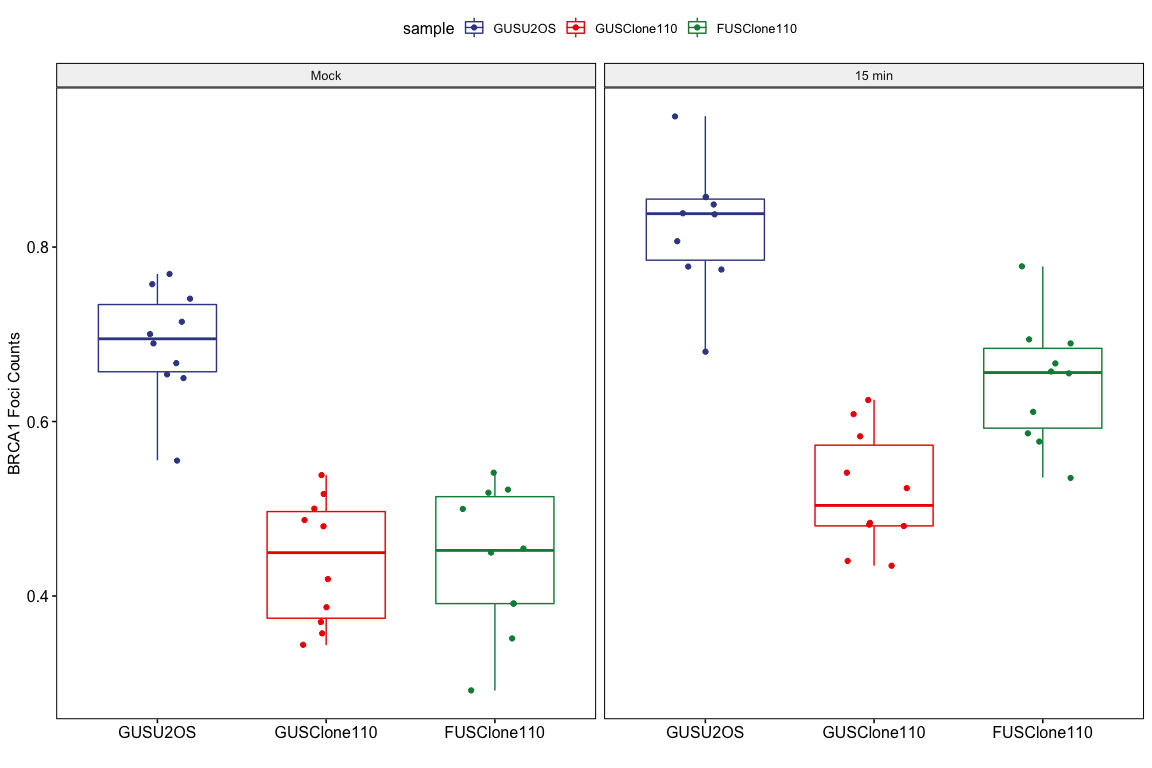 sample GUSU2OS GUSClone110 FUSClone110
Mock 15 min
BRCA1 Foci Counts
0.8
0.6
0.4
GUSU2OS GUSClone110 FUSClone110 GUSU2OS GUSClone110 FUSClone110